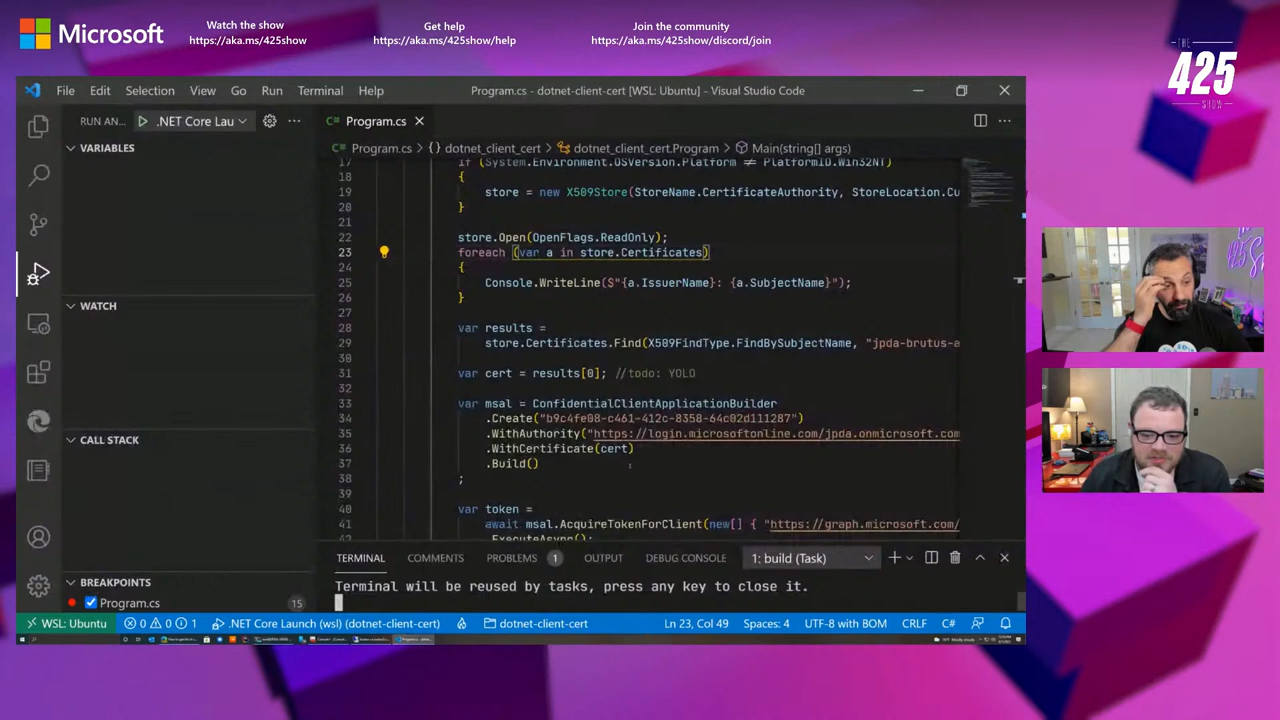 Microsoft
Watch the show
https://aka.ms/425show
Get help
https://aka.ms/425show/help
Join the community
https://aka.ms/425show/discord/join
THE
425
SHOW
File Edit Selection View Go Run Terminal Help
Program.cs - dotnet-client-cert [WSL: Ubuntu] - Visual Studio Code
RUN AN... .NET Core Lau
Program.cs
Program.cs {} dotnet_client_cert dotnet_client_cert.Program Main(string[] args)
VARIABLES
WATCH
CALL STACK
BREAKPOINTS
Program.cs 15
17 if (System.Environment.OSVersion.Platform ≠ PlatformID.Win32NT)
18 {
19 store = new X509Store(StoreName.CertificateAuthority, StoreLocation.Cu
20 }
21
22 store.Open(OpenFlags.ReadOnly);
23 foreach (var a in store.Certificates)
24 {
25 Console.WriteLine($"{a.IssuerName}: {a.SubjectName}");
26 }
27
28 var results =
29 store.Certificates.Find(X509FindType.FindBySubjectName, "jpda-brutus-a
30
31 var cert = results[0]; //todo: YOLO
32
33 var msal = ConfidentialClientApplicationBuilder
34 .Create("b9c4fe08-c461-412c-8358-64c02d111287")
35 .WithAuthority("https://login.microsoftonline.com/jpda.onmicrosoft.com
36 .WithCertificate(cert)
37 .Build()
38 ;
39
40 var token =
41 await msal.AcquireTokenForClient(new[] { "https://graph.microsoft.com/
42 .ExecuteAsync();
TERMINAL COMMENTS PROBLEMS 1 OUTPUT DEBUG CONSOLE 1: build (Task)
Terminal will be reused by tasks, press any key to close it.
WSL: Ubuntu 0 0 1 .NET Core Launch (wsl) (dotnet-client-cert) dotnet-client-cert Ln 23, Col 49 Spaces: 4 UTF-8 with BOM CRLF C#